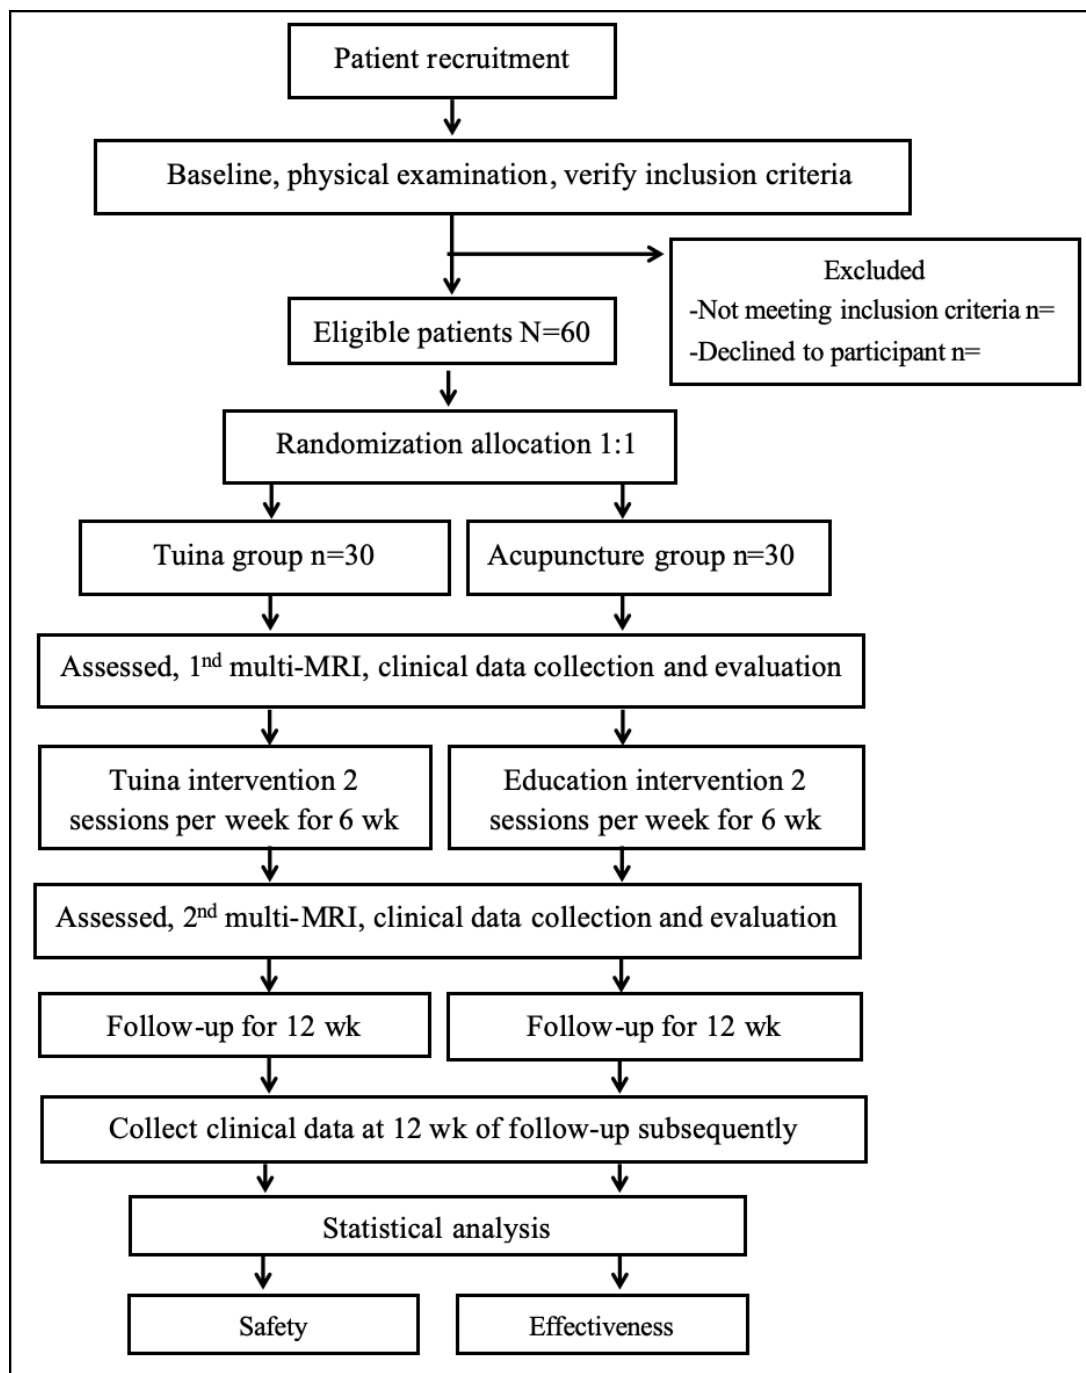 Patient recruitment
Baseline, physical examination, verify inclusion criteria
Excluded
-Not meeting inclusion criteria n=
-Declined to participant n=
Eligible patients N=60
Randomization allocation 1:1
Tuina group n=30
Acupuncture group n=30
Assessed, 1nd multi-MRI, clinical data collection and evaluation
Tuina intervention 2
sessions per week for 6 wk
Education intervention 2
sessions per week for 6 wk
Assessed, 2nd multi-MRI, clinical data collection and evaluation
Follow-up for 12 wk
Follow-up for 12 wk
Collect clinical data at 12 wk of follow-up subsequently
Statistical analysis
Safety
Effectiveness